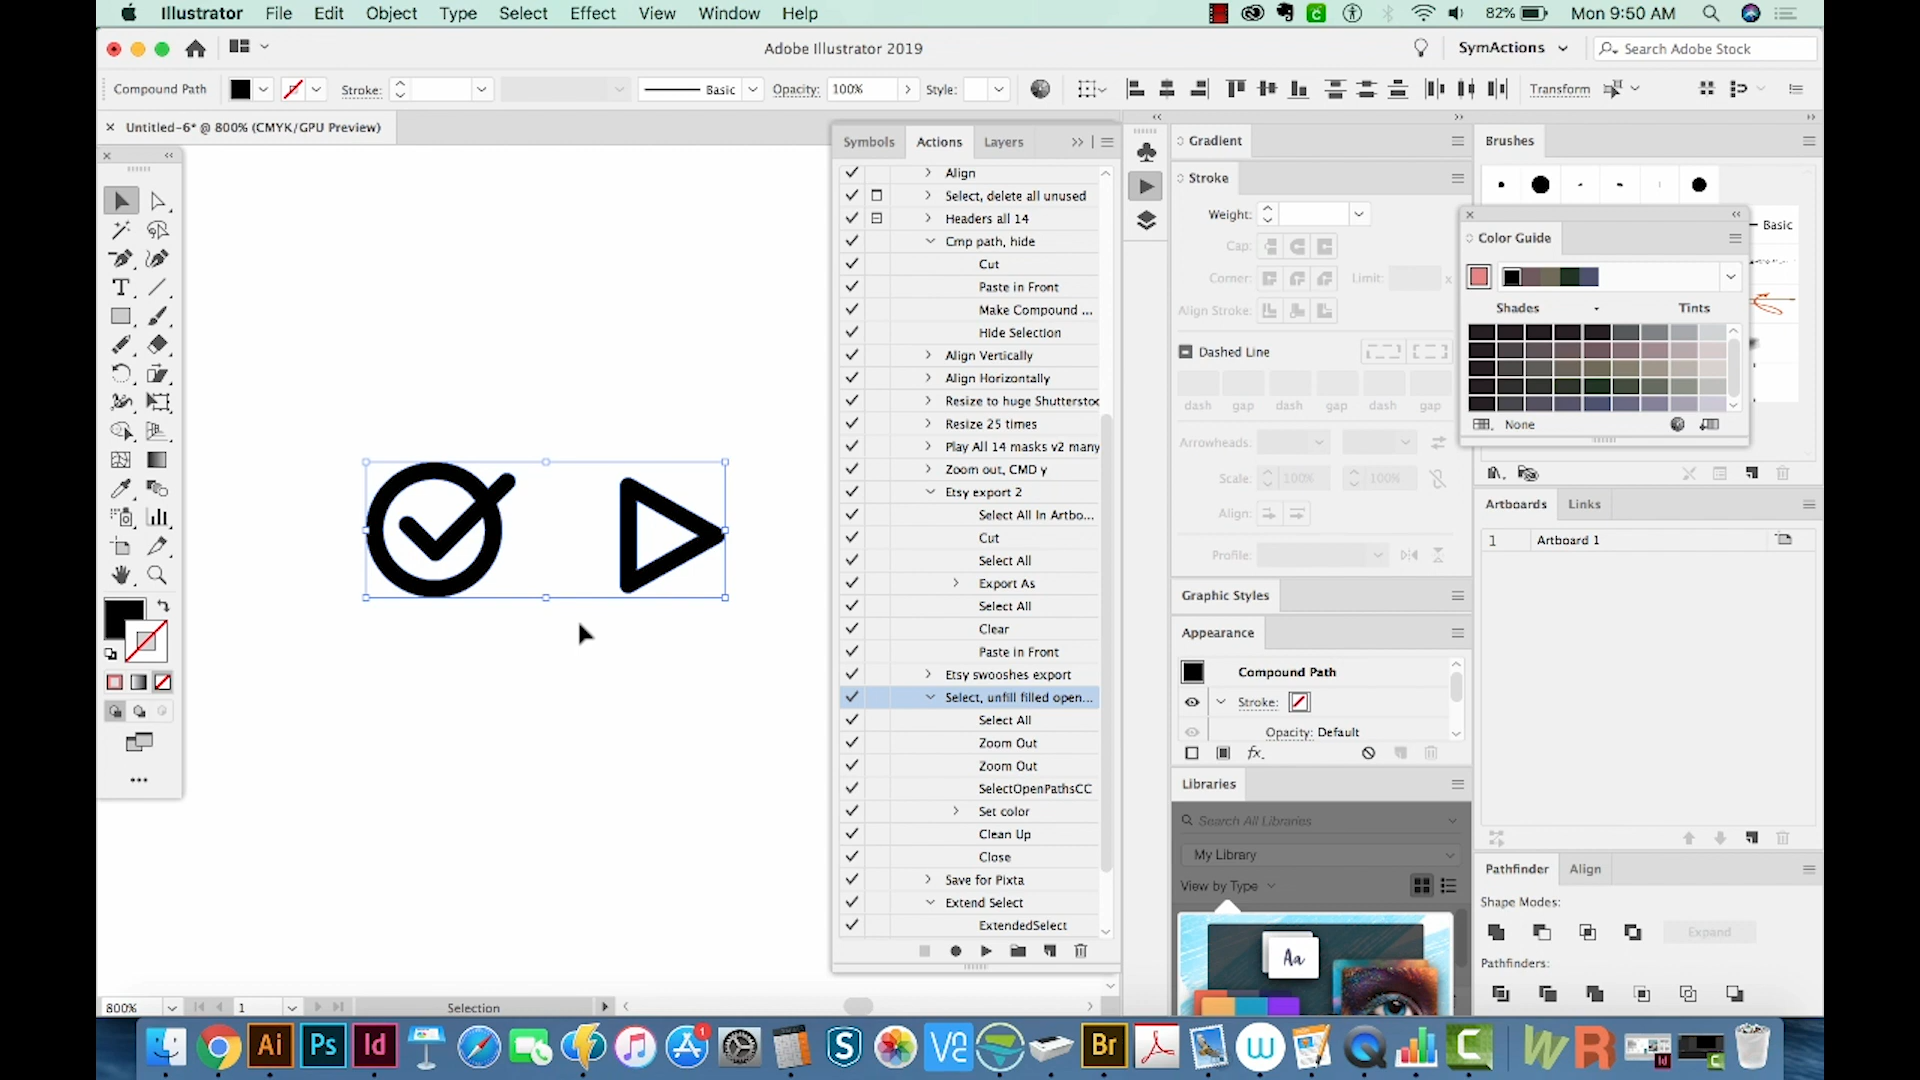 Illustrator File Edit Object Type Select Effect View Window Help
82% Mon 9:50 AM
Adobe Illustrator 2019
SymActions
Search Adobe Stock
Compound Path
Stroke:
Basic
Opacity: 100%
Style:
Transform
Untitled-6* @ 800% (CMYK/GPU Preview)
Symbols Actions Layers
Align
Select, delete all unused
Headers all 14
Cmp path, hide
Cut
Paste in Front
Make Compound ...
Hide Selection
Align Vertically
Align Horizontally
Resize to huge Shuttersto
Resize 25 times
Play All 14 masks v2 many
Zoom out, CMD y
Etsy export 2
Select All In Artbo...
Cut
Select All
Export As
Select All
Clear
Paste in Front
Etsy swooshes export
Select, unfill filled open...
Select All
Zoom Out
Zoom Out
SelectOpenPathsCC
Set color
Clean Up
Close
Save for Pixta
Extend Select
ExtendedSelect
Gradient
Stroke
Weight:
Cap:
Corner:
Limit: x
Align Stroke:
Dashed Line
dash gap dash gap dash gap
Arrowheads:
Scale: 100% 100%
Align:
Profile:
Graphic Styles
Appearance
Compound Path
Stroke:
Opacity: Default
fx
Libraries
Search All Libraries
My Library
View by Type
Aa
Brushes
Basic
Color Guide
Shades Tints
None
Artboards Links
1 Artboard 1
Pathfinder Align
Shape Modes:
Expand
Pathfinders:
800% 1 Selection
Ai Ps Id S Br W C W R